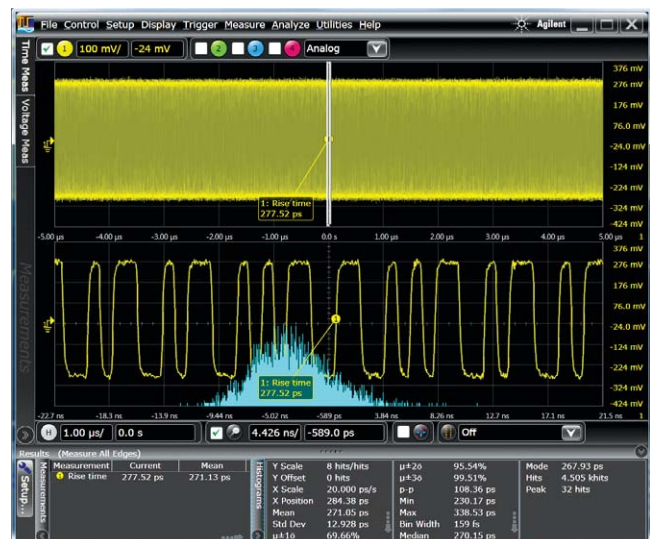 File Control Setup Display Trigger Measure Analyze Utilities Help Agilent
1 100 mV/ -24 mV 2 3 4 Analog
Time Meas
Voltage Meas
Measurements
376 mV
276 mV
176 mV
76.0 mV
-24.0 mV
-124 mV
-224 mV
-324 mV
-424 mV
1: Rise time
277.52 ps
-5.00 µs -4.00 µs -3.00 µs -2.00 µs -1.00 µs 0.0 s 1.00 µs 2.00 µs 3.00 µs 4.00 µs 5.00 µs 1
376 mV
276 mV
176 mV
76.0 mV
-24.0 mV
-124 mV
-224 mV
-324 mV
-424 mV
1
1: Rise time
277.52 ps
-22.7 ns -18.3 ns -13.9 ns -9.44 ns -5.02 ns -589 ps 3.84 ns 8.26 ns 12.7 ns 17.1 ns 21.5 ns 1
H 1.00 µs/ 0.0 s 4.426 ns/ -589.0 ps Off
Results (Measure All Edges)
Setup...
Measurements
Measurement Current Mean
Rise time 277.52 ps 271.13 ps
Histograms
Y Scale 8 hits/hits µ±2σ 95.54% Mode 267.93 ps
Y Offset 0 hits µ±3σ 99.51% Hits 4.505 khits
X Scale 20.000 ps/s p-p 108.36 ps Peak 32 hits
X Position 284.38 ps Min 230.17 ps
Mean 271.05 ps Max 338.53 ps
Std Dev 12.928 ps Bin Width 159 fs
µ±1σ 69.66% Median 270.15 ps